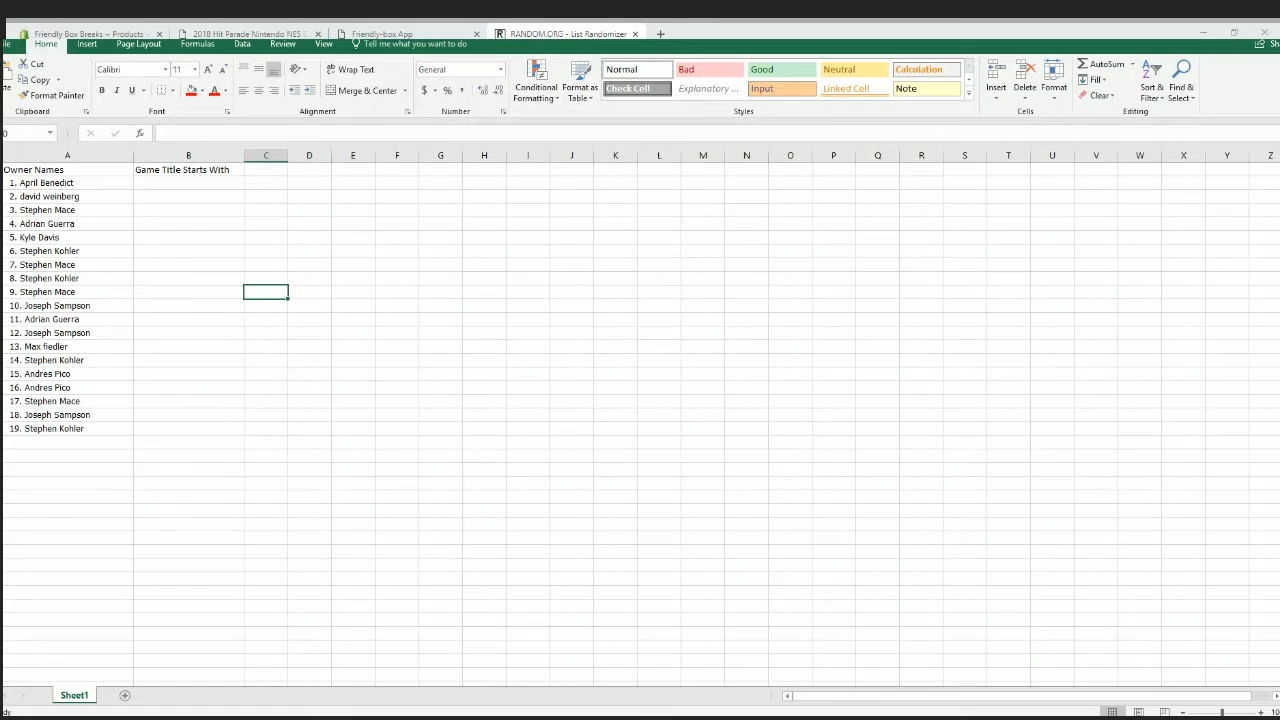 Friendly Box Breaks ~ Products - × 2018 Hit Parade Nintendo NES C × Friendly-box App × RANDOM.ORG - List Randomizer × +
Home Insert Page Layout Formulas Data Review View Tell me what you want to do
Cut
Copy
Format Painter
Clipboard
Calibri 11
B I U
Font
Wrap Text
Merge & Center
Alignment
General
$ %
Number
Conditional Formatting
Format as Table
Normal Bad Good Neutral Calculation
Check Cell Explanatory ... Input Linked Cell Note
Styles
Insert Delete Format
Cells
AutoSum
Fill
Clear
Sort & Filter
Find & Select
Editing
fx
A B C D E F G H I J K L M N O P Q R S T U V W X Y Z
Owner Names Game Title Starts With
1. April Benedict
2. david weinberg
3. Stephen Mace
4. Adrian Guerra
5. Kyle Davis
6. Stephen Kohler
7. Stephen Mace
8. Stephen Kohler
9. Stephen Mace
10. Joseph Sampson
11. Adrian Guerra
12. Joseph Sampson
13. Max fiedler
14. Stephen Kohler
15. Andres Pico
16. Andres Pico
17. Stephen Mace
18. Joseph Sampson
19. Stephen Kohler
Sheet1